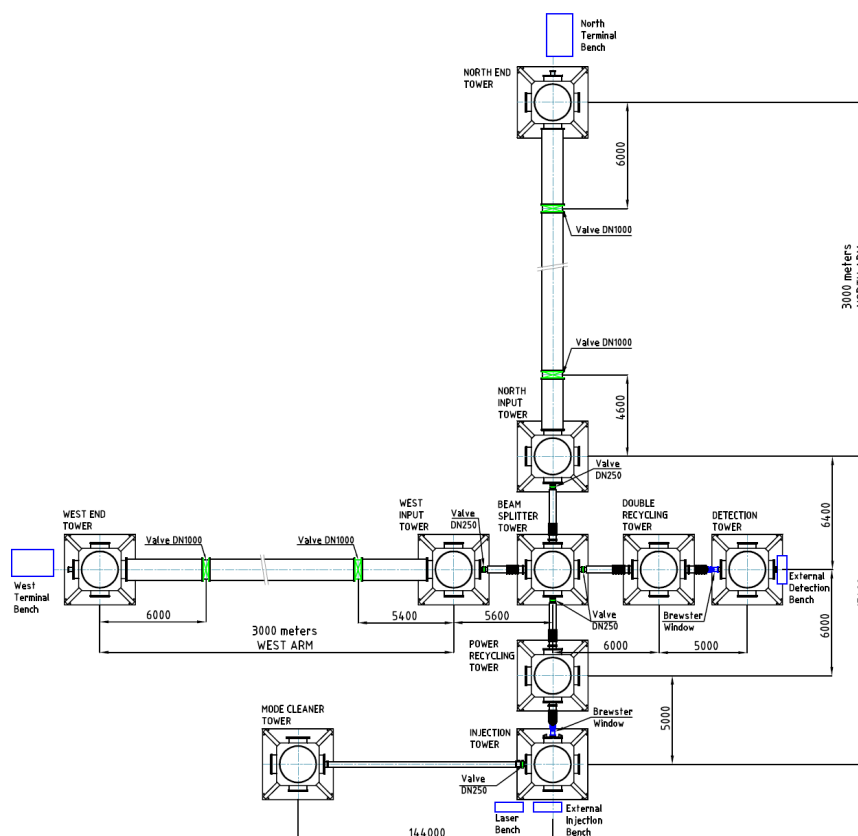 North
Terminal
Bench
NORTH END
TOWER
6000
Valve DN1000
3000 meters
Valve DN1000
NORTH
INPUT
TOWER
4600
Valve
DN250
6400
WEST END
TOWER
WEST
INPUT
TOWER
Valve
DN250
BEAM
SPLITTER
TOWER
DOUBLE
RECYCLING
TOWER
DETECTION
TOWER
Valve DN1000
Valve DN1000
West
Terminal
Bench
External
Detection
Bench
Brewster
Window
6000
5400
5600
Valve
DN250
6000
5000
6000
3000 meters
WEST ARM
POWER
RECYCLING
TOWER
5000
MODE CLEANER
TOWER
INJECTION
TOWER
Brewster
Window
Valve
DN250
Laser
Bench
External
Injection
Bench
144000